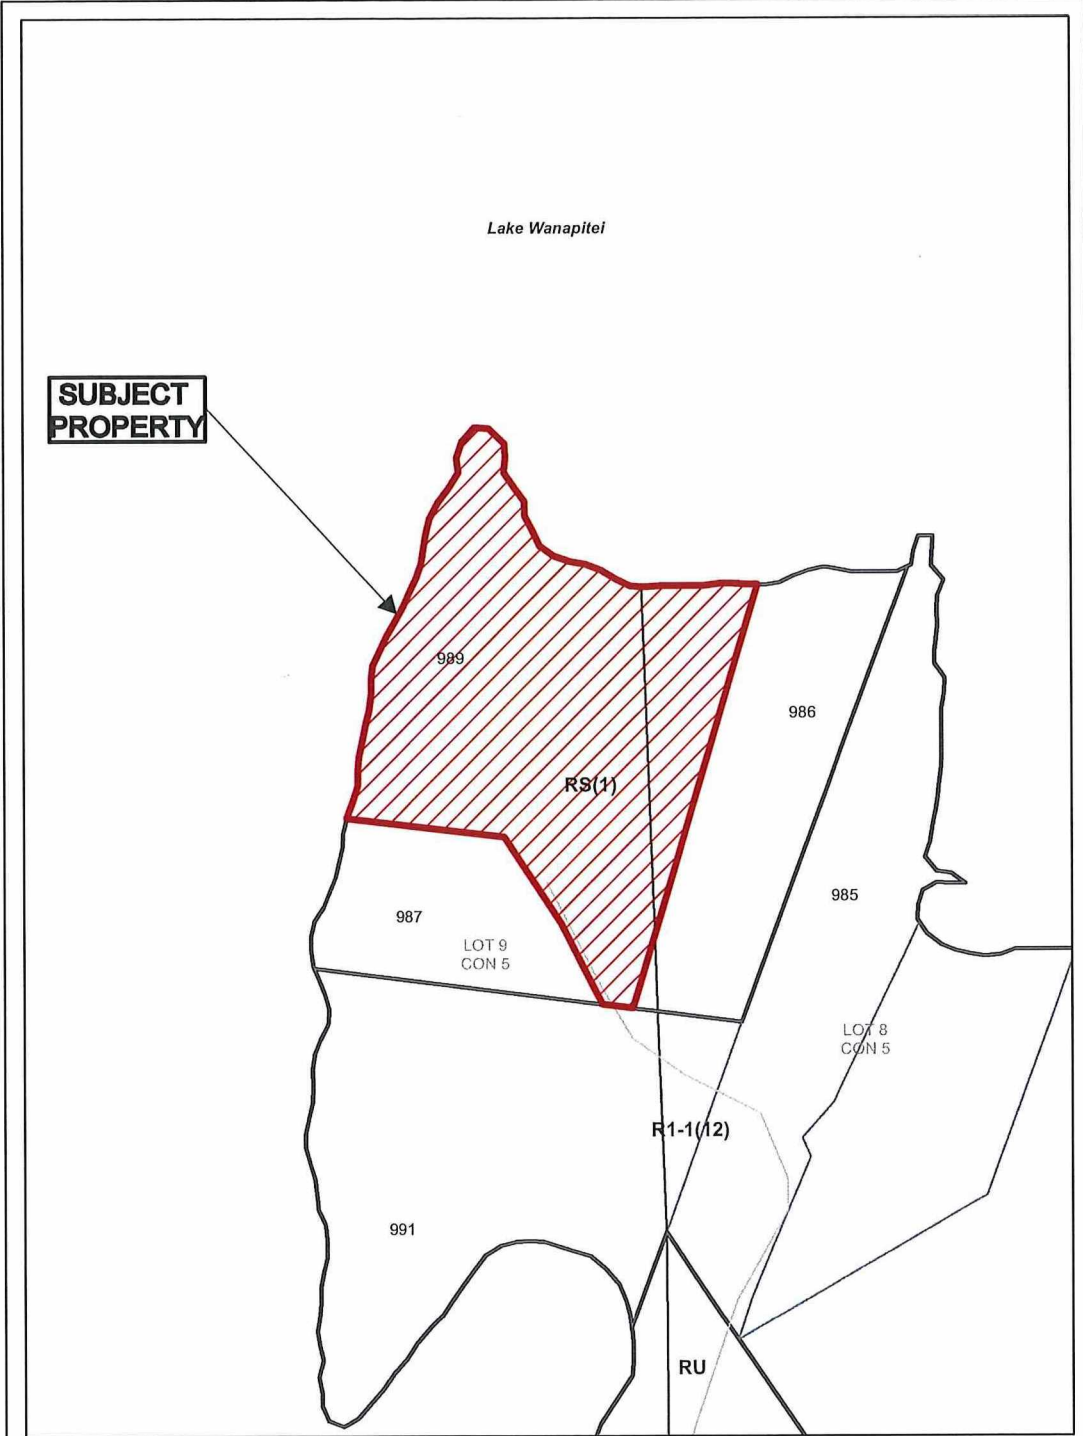 Lake Wanapitei
SUBJECT
PROPERTY
989
986
RS(1)
985
987
LOT 9
CON 5
LOT 8
CON 5
R1-1(12)
991
RU